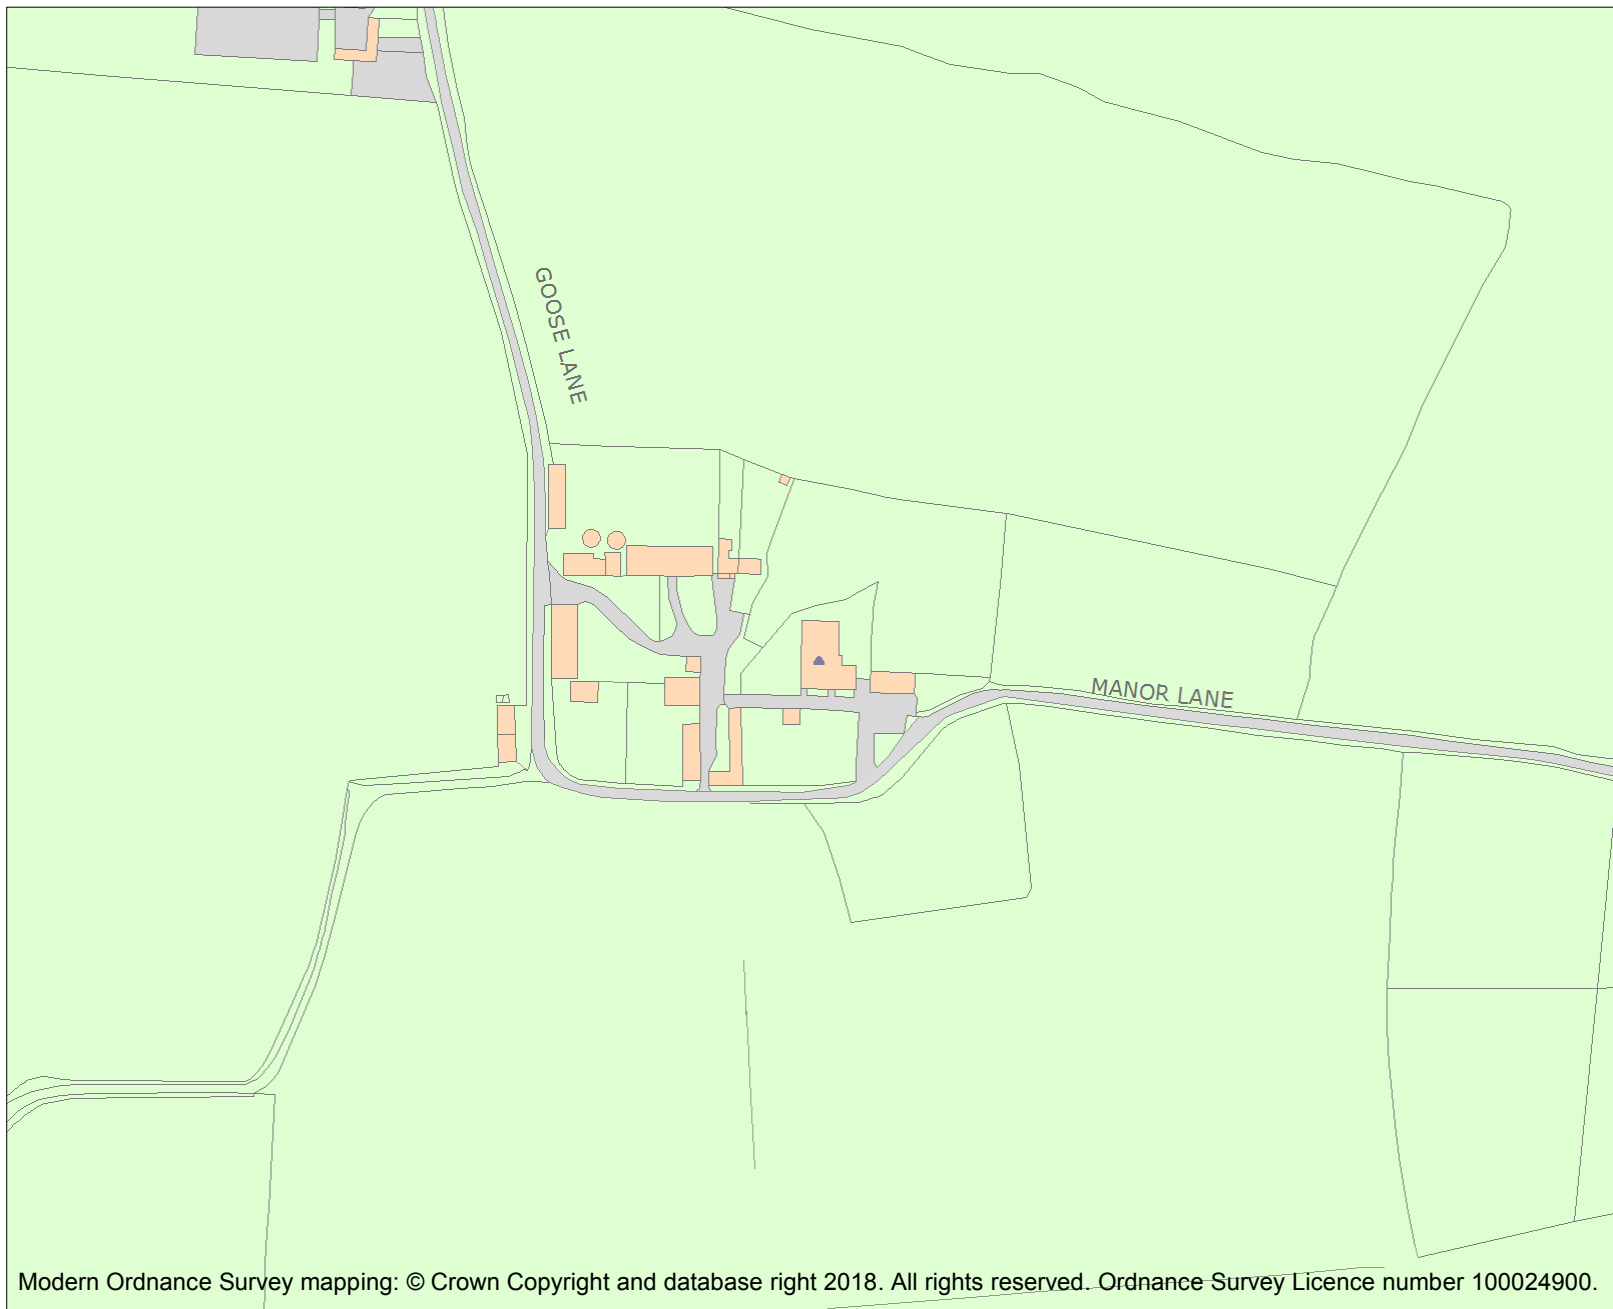 GOOSE LANE
MANOR LANE
Modern Ordnance Survey mapping: © Crown Copyright and database right 2018. All rights reserved. Ordnance Survey Licence number 100024900.